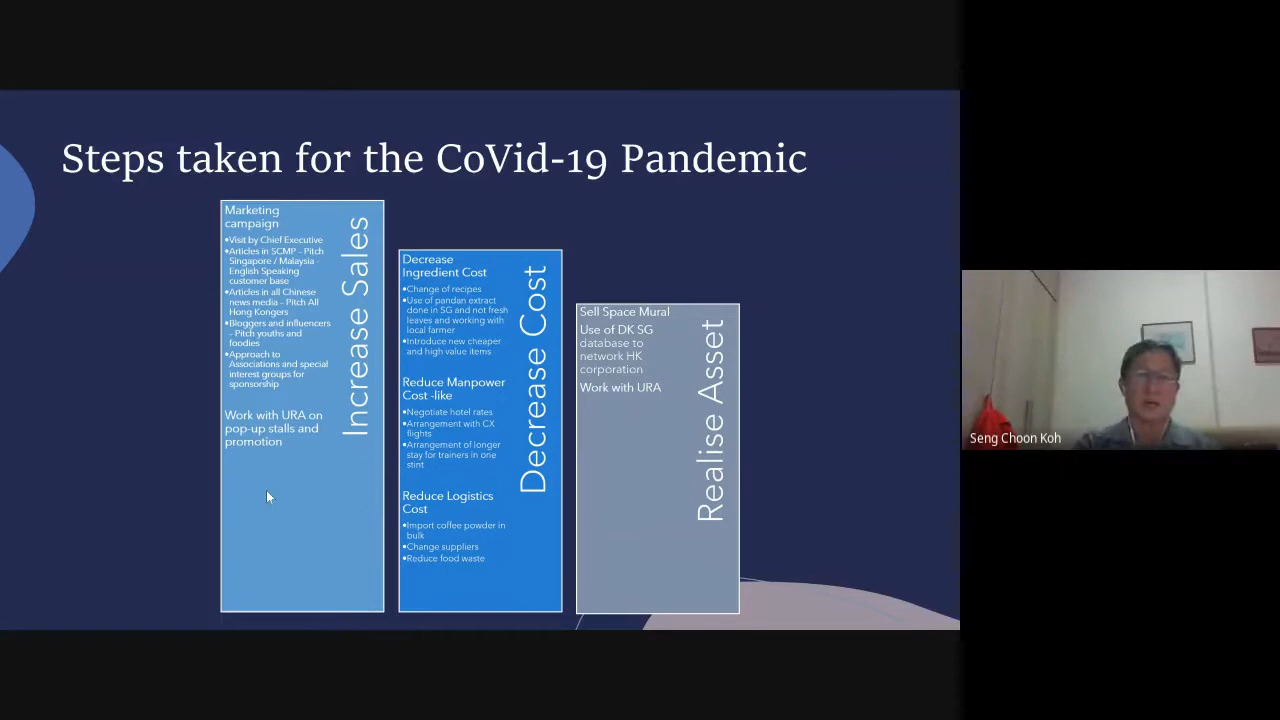 Steps taken for the CoVid-19 Pandemic
Marketing
campaign
•Visit by Chief Executive
•Articles in SCMP – Pitch
Singapore / Malaysia -
English Speaking
customer base
•Articles in all Chinese
news media – Pitch All
Hong Kongers
•Bloggers and influencers
- Pitch youths and
foodies
•Approach to
Associations and special
interest groups for
sponsorship
Work with URA on
pop-up stalls and
promotion
Increase Sales
Decrease
Ingredient Cost
•Change of recipes
•Use of pandan extract
done in SG and not fresh
leaves and working with
local farmer
•Introduce new cheaper
and high value items
Reduce Manpower
Cost -like
•Negotiate hotel rates
•Arrangement with CX
flights
•Arrangement of longer
stay for trainers in one
stint
Reduce Logistics
Cost
•Import coffee powder in
bulk
•Change suppliers
•Reduce food waste
Decrease Cost
Sell Space Mural
Use of DK SG
database to
network HK
corporation
Work with URA
Realise Asset
Seng Choon Koh